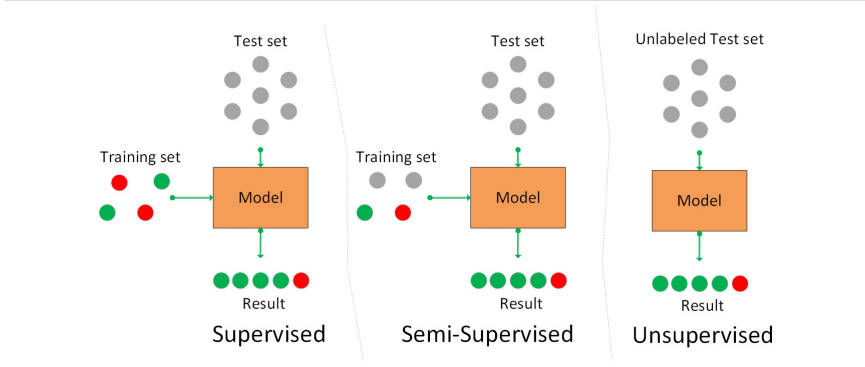 Test set
Training set
Model
Result
Supervised
Test set
Training set
Model
Result
Semi-Supervised
Unlabeled Test set
Model
Result
Unsupervised